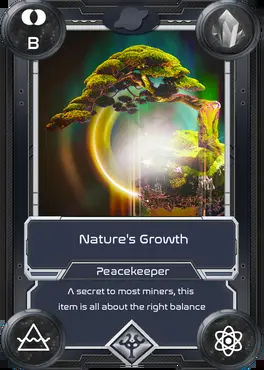 B
Nature's Growth
Peacekeeper
A secret to most miners, this
item is all about the right balance